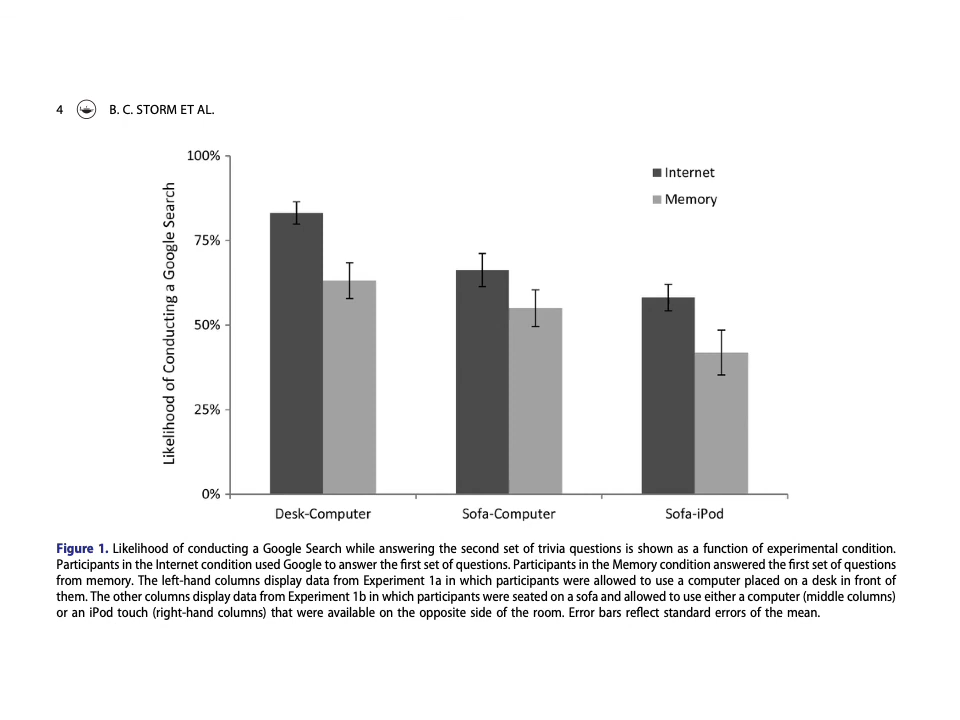 4 B. C. STORM ET AL.
100%
75%
50%
25%
0%
Likelihood of Conducting a Google Search
Internet
Memory
Desk-Computer Sofa-Computer Sofa-iPod
Figure 1. Likelihood of conducting a Google Search while answering the second set of trivia questions is shown as a function of experimental condition.
Participants in the Internet condition used Google to answer the first set of questions. Participants in the Memory condition answered the first set of questions
from memory. The left-hand columns display data from Experiment 1a in which participants were allowed to use a computer placed on a desk in front of
them. The other columns display data from Experiment 1b in which participants were seated on a sofa and allowed to use either a computer (middle columns)
or an iPod touch (right-hand columns) that were available on the opposite side of the room. Error bars reflect standard errors of the mean.